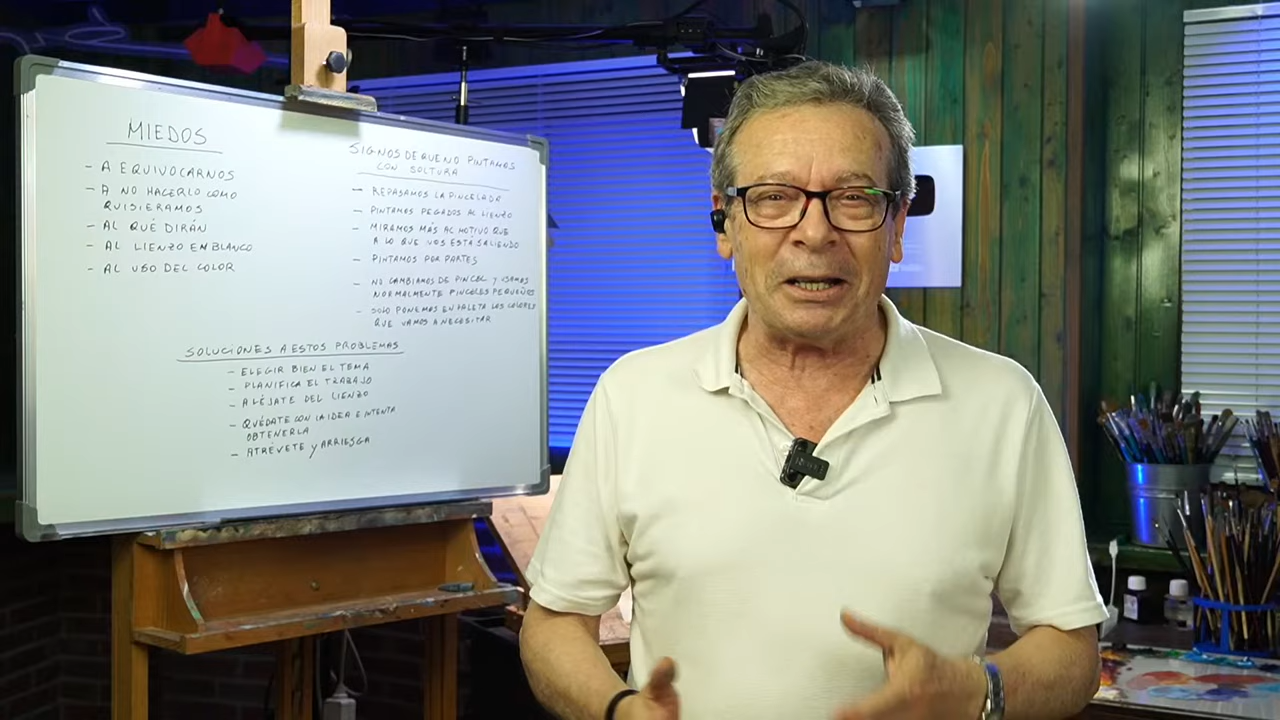 MIEDOS
- A EQUIVOCARNOS
- A NO HACERLO COMO
QUISIERAMOS
- AL QUÉ DIRÁN
- AL LIENZO EN BLANCO
- AL USO DEL COLOR
SIGNOS DE QUE NO PINTAMOS
CON SOLTURA
- REPASAMOS LA PINCELADA
- PINTAMOS PEGADOS AL LIENZO
- MIRAMOS MÁS AL MOTIVO QUE
A LO QUE NOS ESTÁ SALIENDO
- PINTAMOS POR PARTES
- NO CAMBIAMOS DE PINCEL Y USAMOS
NORMALMENTE PINCELES PEQUEÑOS
- SOLO PONEMOS EN PALETA LOS COLORES
QUE VAMOS A NECESITAR
SOLUCIONES A ESTOS PROBLEMAS
- ELEGIR BIEN EL TEMA
- PLANIFICA EL TRABAJO
- ALÉJATE DEL LIENZO
- QUÉDATE CON LA IDEA E INTENTA
OBTENERLA
- ATRÉVETE Y ARRIESGA